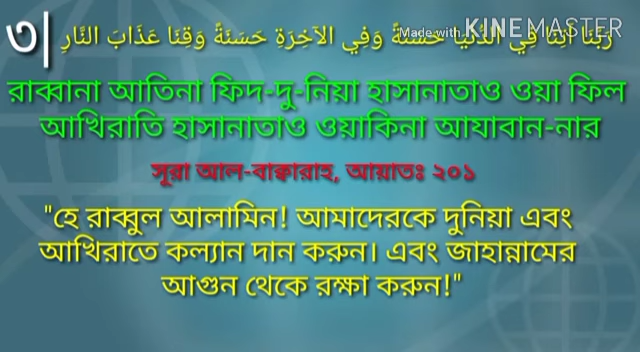 ৩| رَبَّنَا آتِنَا فِي الدُّنْيَا حَسَنَةً وَفِي الآخِرَةِ حَسَنَةً وَقِنَا عَذَابَ النَّارِ
Made with KINEMASTER
রাব্বানা আতিনা ফিদ-দু-নিয়া হাসানাতাও ওয়া ফিল
আখিরাতি হাসানাতাও ওয়াকিনা আযাবান-নার
সূরা আল-বাক্বারাহ, আয়াতঃ ২০১
"হে রাব্বুল আলামিন! আমাদেরকে দুনিয়া এবং
আখিরাতে কল্যান দান করুন। এবং জাহান্নামের
আগুন থেকে রক্ষা করুন!"